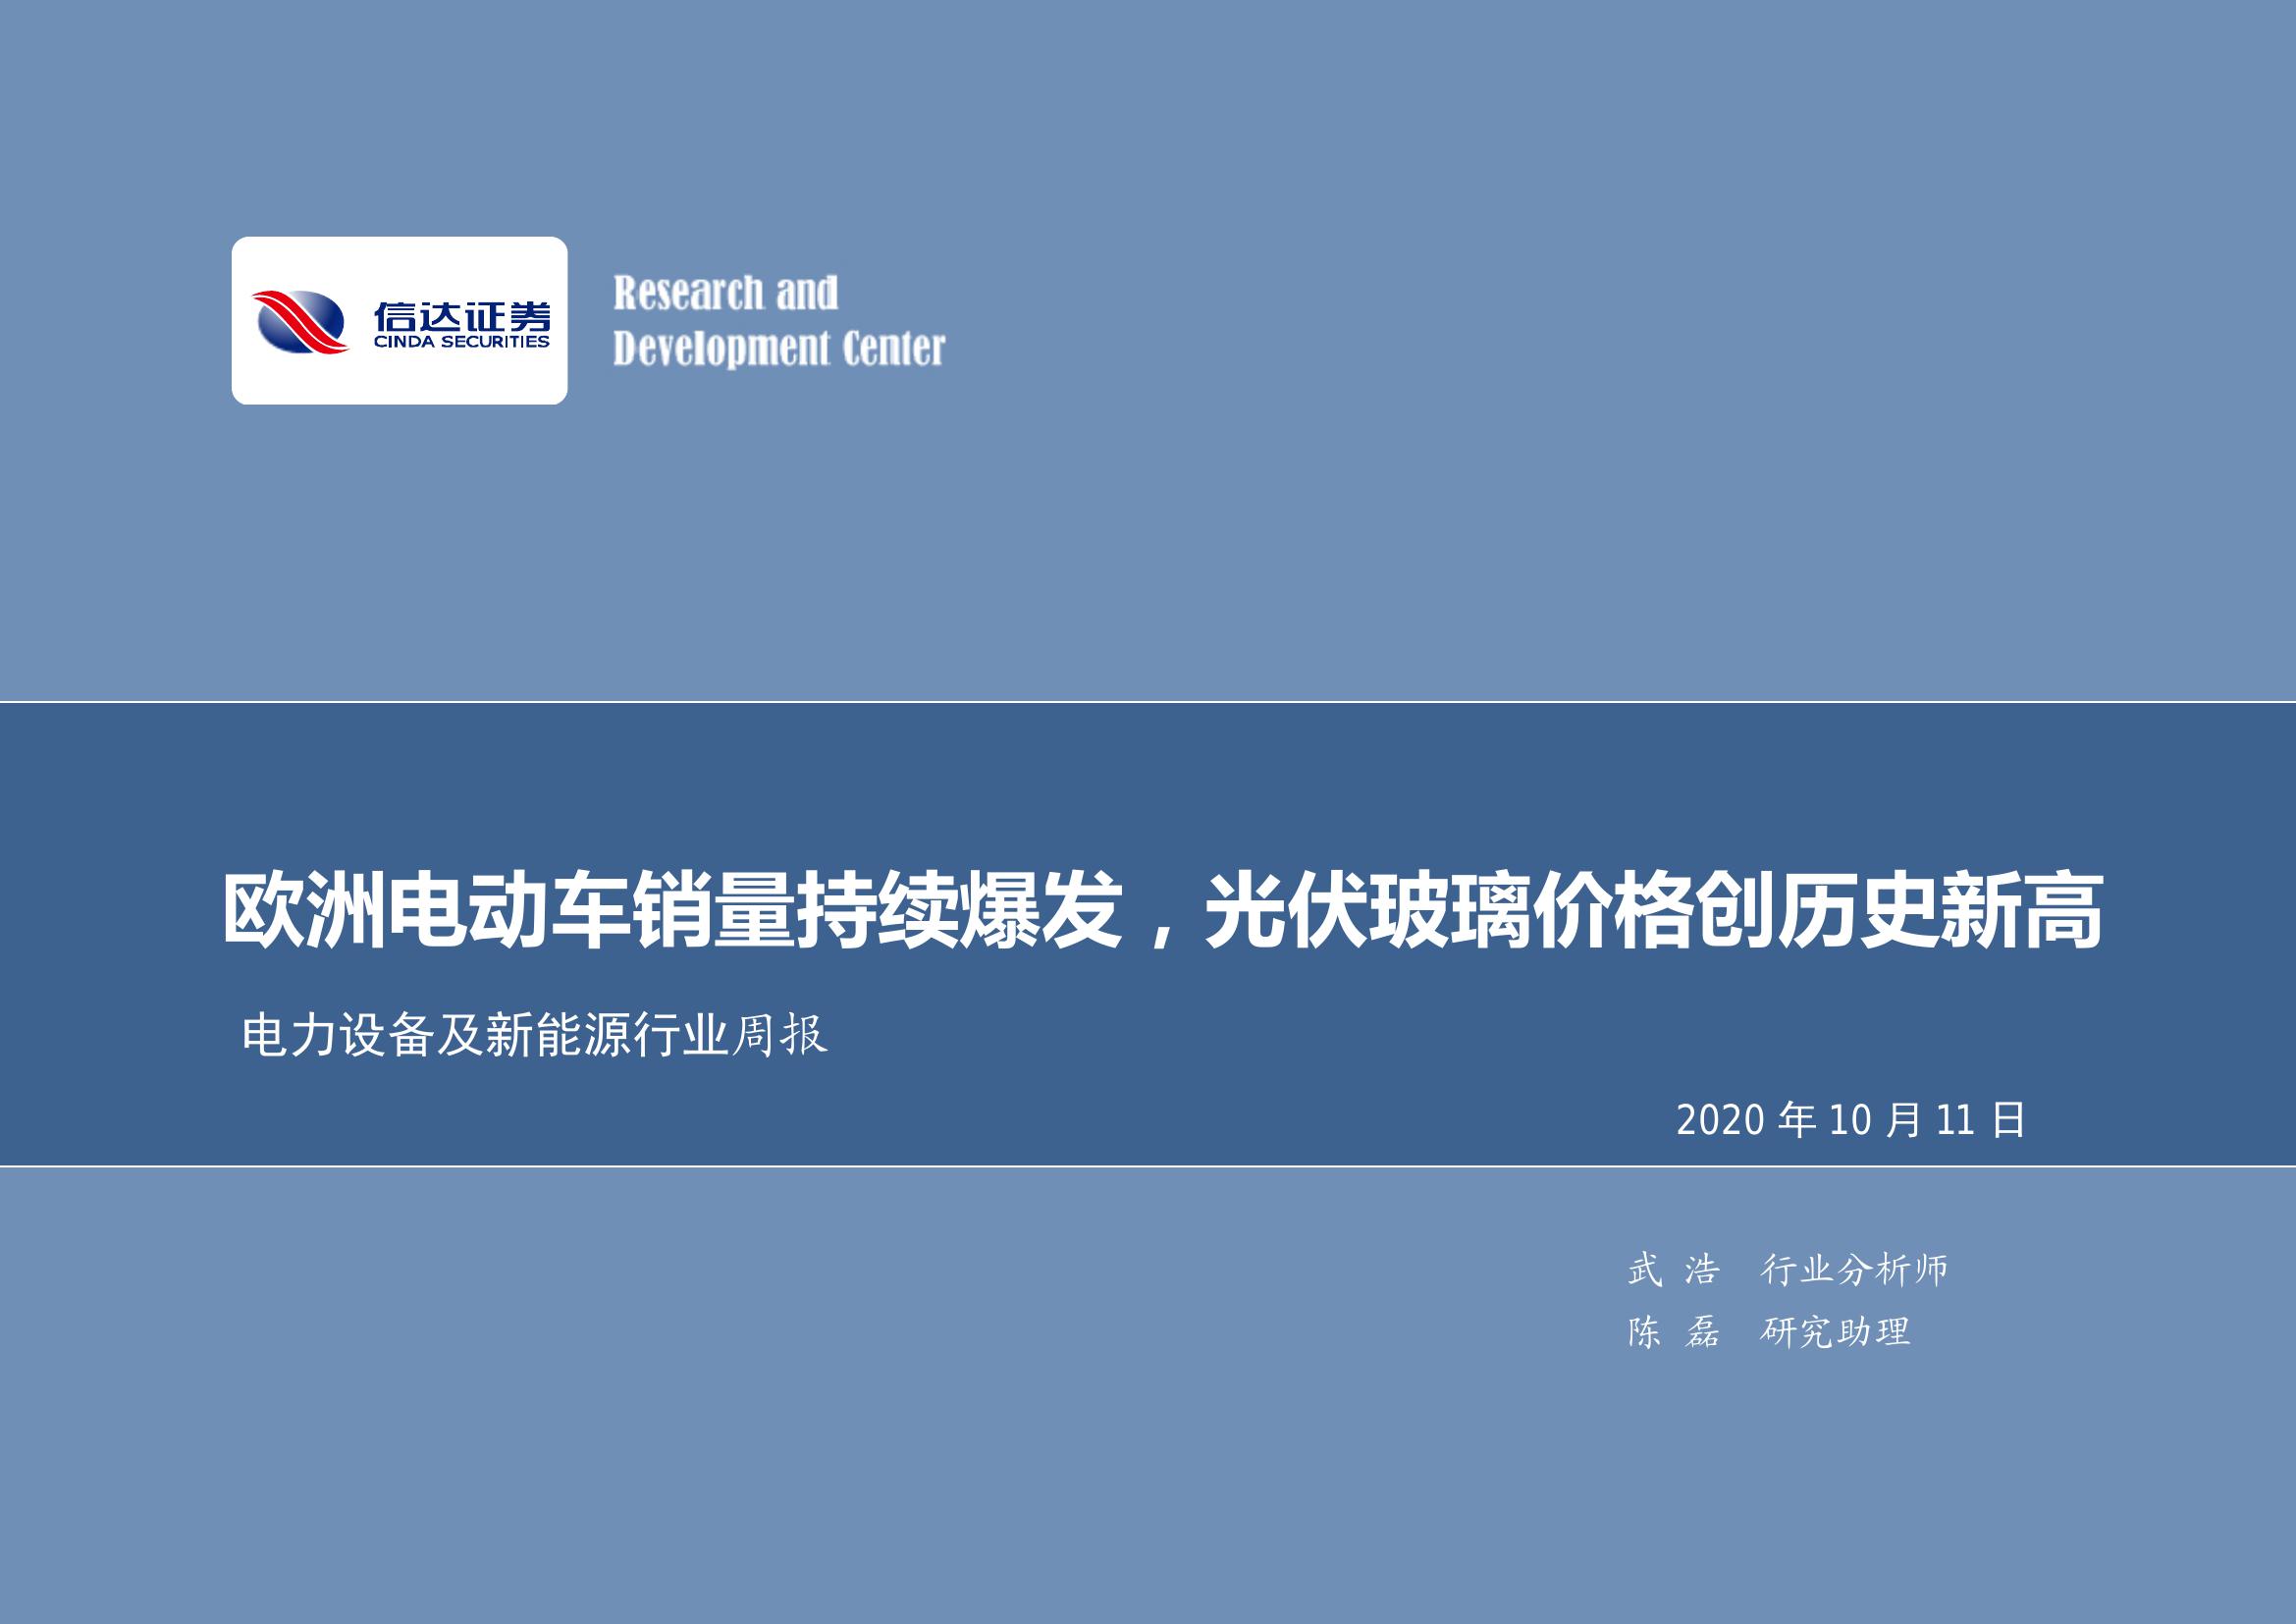 信达证券
CINDA SECURITIES
Research and
Development Center
欧洲电动车销量持续爆发，光伏玻璃价格创历史新高
电力设备及新能源行业周报
2020 年 10 月 11 日
武 浩 行业分析师
陈 磊 研究助理